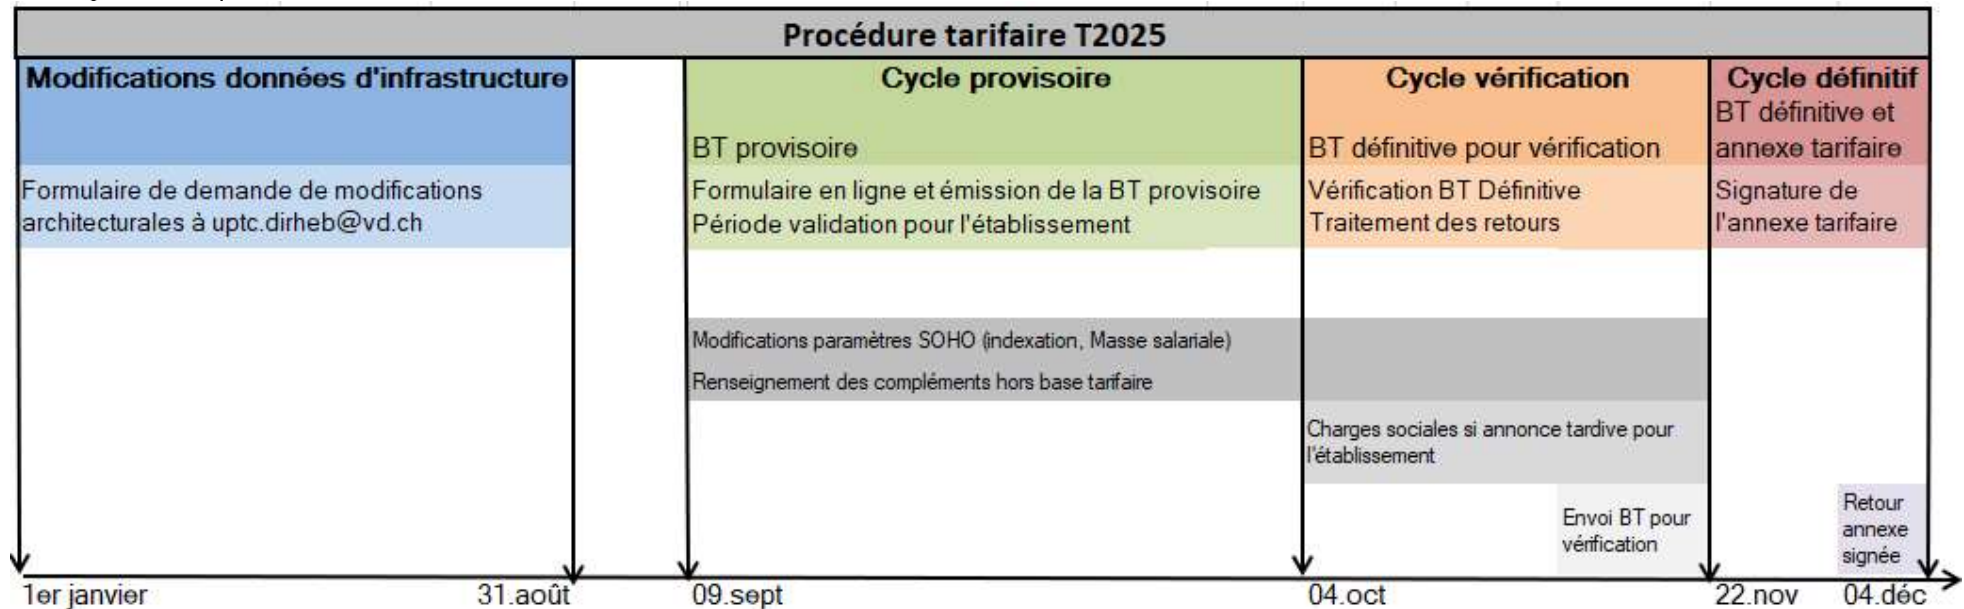 Procédure tarifaire T2025
Modifications données d'infrastructure
Formulaire de demande de modifications
architecturales à uptc.dirheb@vd.ch
Cycle provisoire
BT provisoire
Formulaire en ligne et émission de la BT provisoire
Période validation pour l'établissement
Cycle vérification
BT définitive pour vérification
Vérification BT Définitive
Traitement des retours
Cycle définitif
BT définitive et
annexe tarifaire
Signature de
l'annexe tarifaire
Modifications paramètres SOHO (indexation, Masse salariale)
Renseignement des compléments hors base tarifaire
Charges sociales si annonce tardive pour
l'établissement
Envoi BT pour
vérification
Retour
annexe
signée
1er janvier
31.août
09.sept
04.oct
22.nov
04.déc